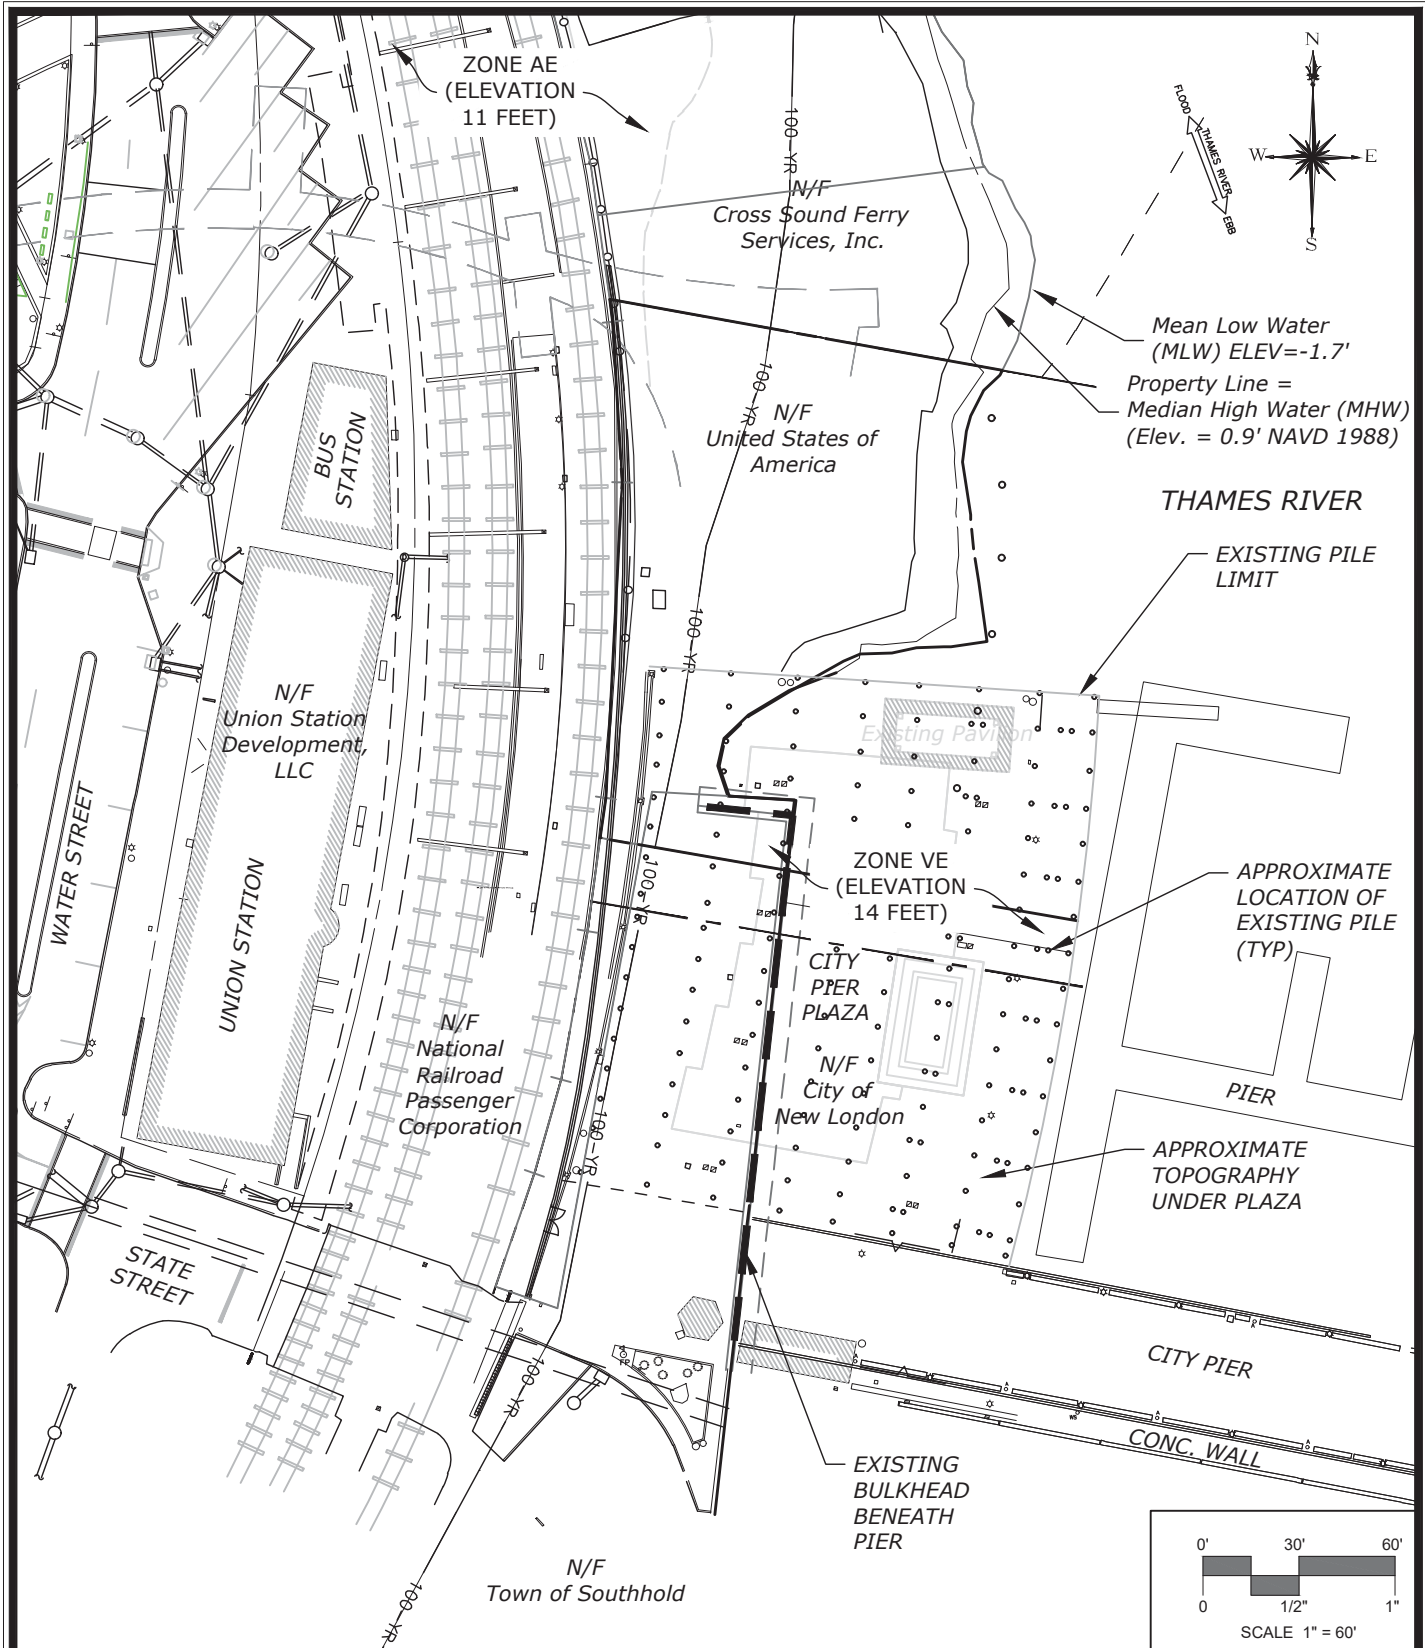 ZONE AE
(ELEVATION
11 FEET)
N
W
E
S
FLOOD
THAMES RIVER
EBB
100-YR
N/F
Cross Sound Ferry
Services, Inc.
Mean Low Water
(MLW) ELEV=-1.7'
Property Line =
Median High Water (MHW)
(Elev. = 0.9' NAVD 1988)
100-YR
N/F
United States of
America
BUS
STATION
THAMES RIVER
EXISTING PILE
LIMIT
100-YR
N/F
Union Station
Development,
LLC
Existing Pavilion
WATER STREET
UNION STATION
ZONE VE
(ELEVATION
14 FEET)
100-YR
APPROXIMATE
LOCATION OF
EXISTING PILE
(TYP)
CITY
PIER
PLAZA
N/F
National
Railroad
Passenger
Corporation
N/F
City of
New London
PIER
100-YR
APPROXIMATE
TOPOGRAPHY
UNDER PLAZA
STATE
STREET
FP
CITY PIER
100-YR
CONC. WALL
EXISTING
BULKHEAD
BENEATH
PIER
N/F
Town of Southhold
100-YR
0' 30' 60'
0 1/2" 1"
SCALE 1" = 60'